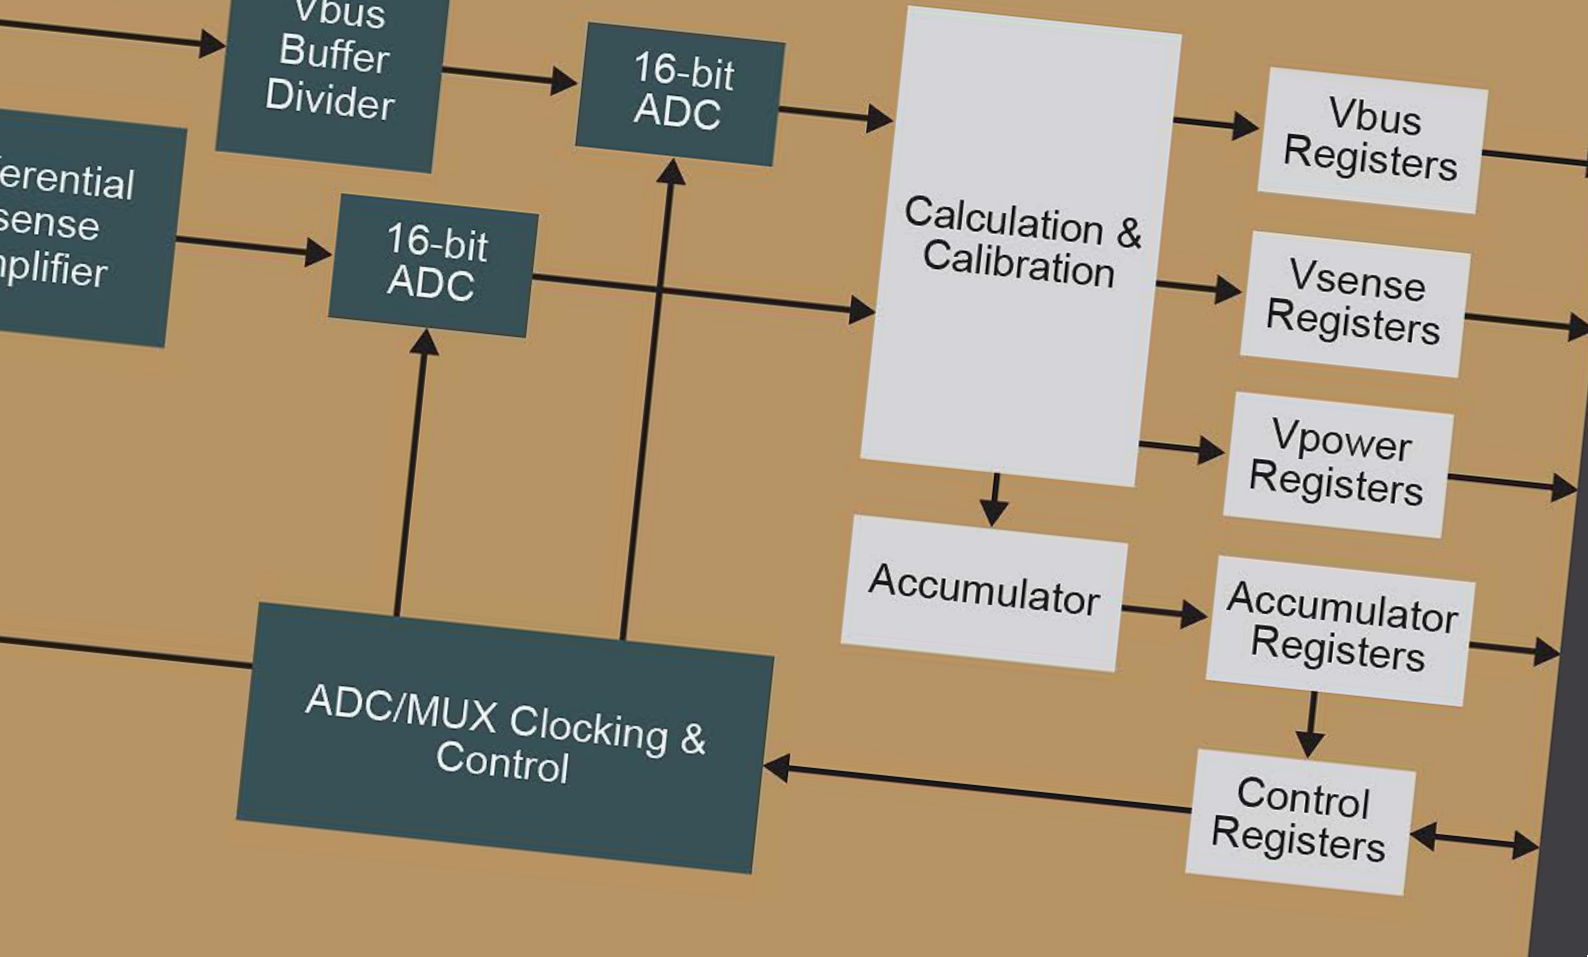 Vbus
Buffer
Divider
16-bit
ADC
sense
16-bit
ADC
Calculation &
Calibration
Vbus
Registers
Vsense
Registers
Vpower
Registers
Accumulator
Accumulator
Registers
ADC/MUX Clocking &
Control
Control
Registers